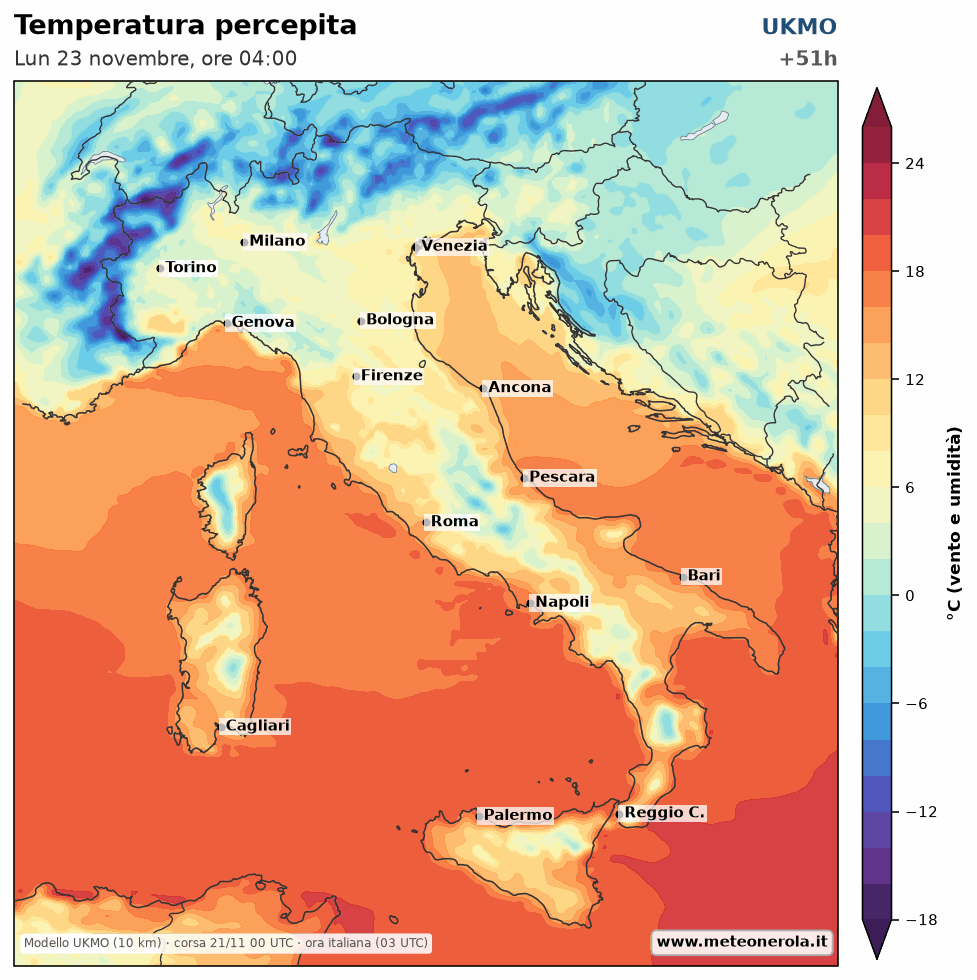 Temperatura percepita
UKMO
Lun 23 novembre, ore 04:00
+51h
Milano
Venezia
Torino
Genova
Bologna
Firenze
Ancona
Pescara
Roma
Bari
Napoli
Cagliari
Palermo
Reggio C.
24
18
12
6
0
−6
−12
−18
°C (vento e umidità)
Modello UKMO (10 km) · corsa 21/11 00 UTC · ora italiana (03 UTC)
www.meteonerola.it